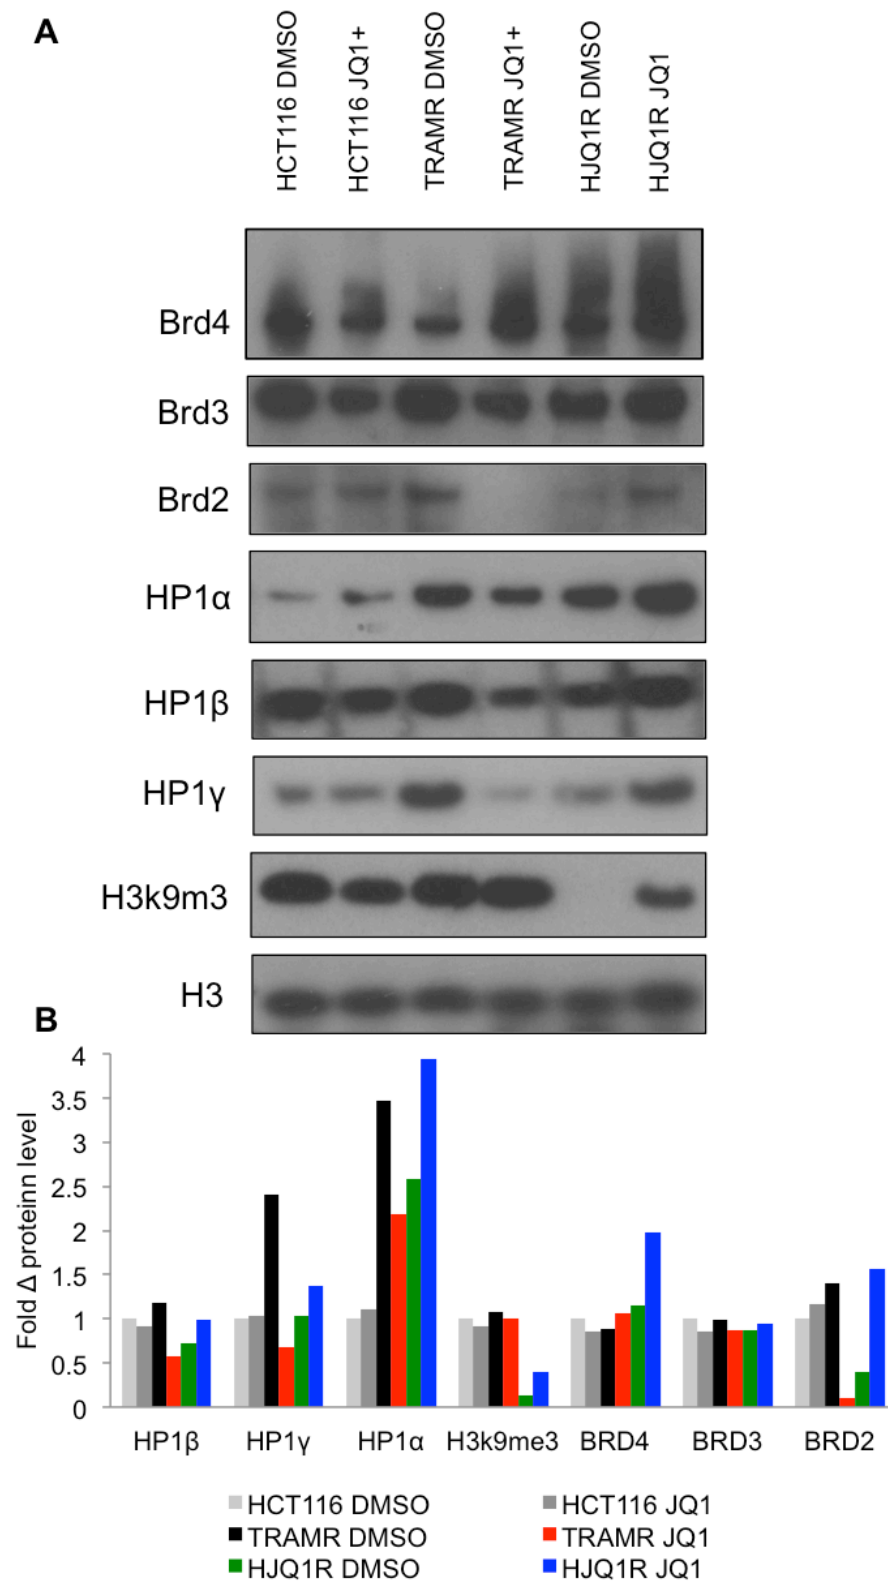 A
HCT116 DMSO
HCT116 JQ1+
TRAMR DMSO
TRAMR JQ1+
HJQ1R DMSO
HJQ1R JQ1
Brd4
Brd3
Brd2
HP1α
HP1β
HP1γ
H3k9m3
H3
B
Fold Δ proteinn level
4
3.5
3
2.5
2
1.5
1
0.5
0
HP1β HP1γ HP1α H3k9me3 BRD4 BRD3 BRD2
HCT116 DMSO HCT116 JQ1
TRAMR DMSO TRAMR JQ1
HJQ1R DMSO HJQ1R JQ1